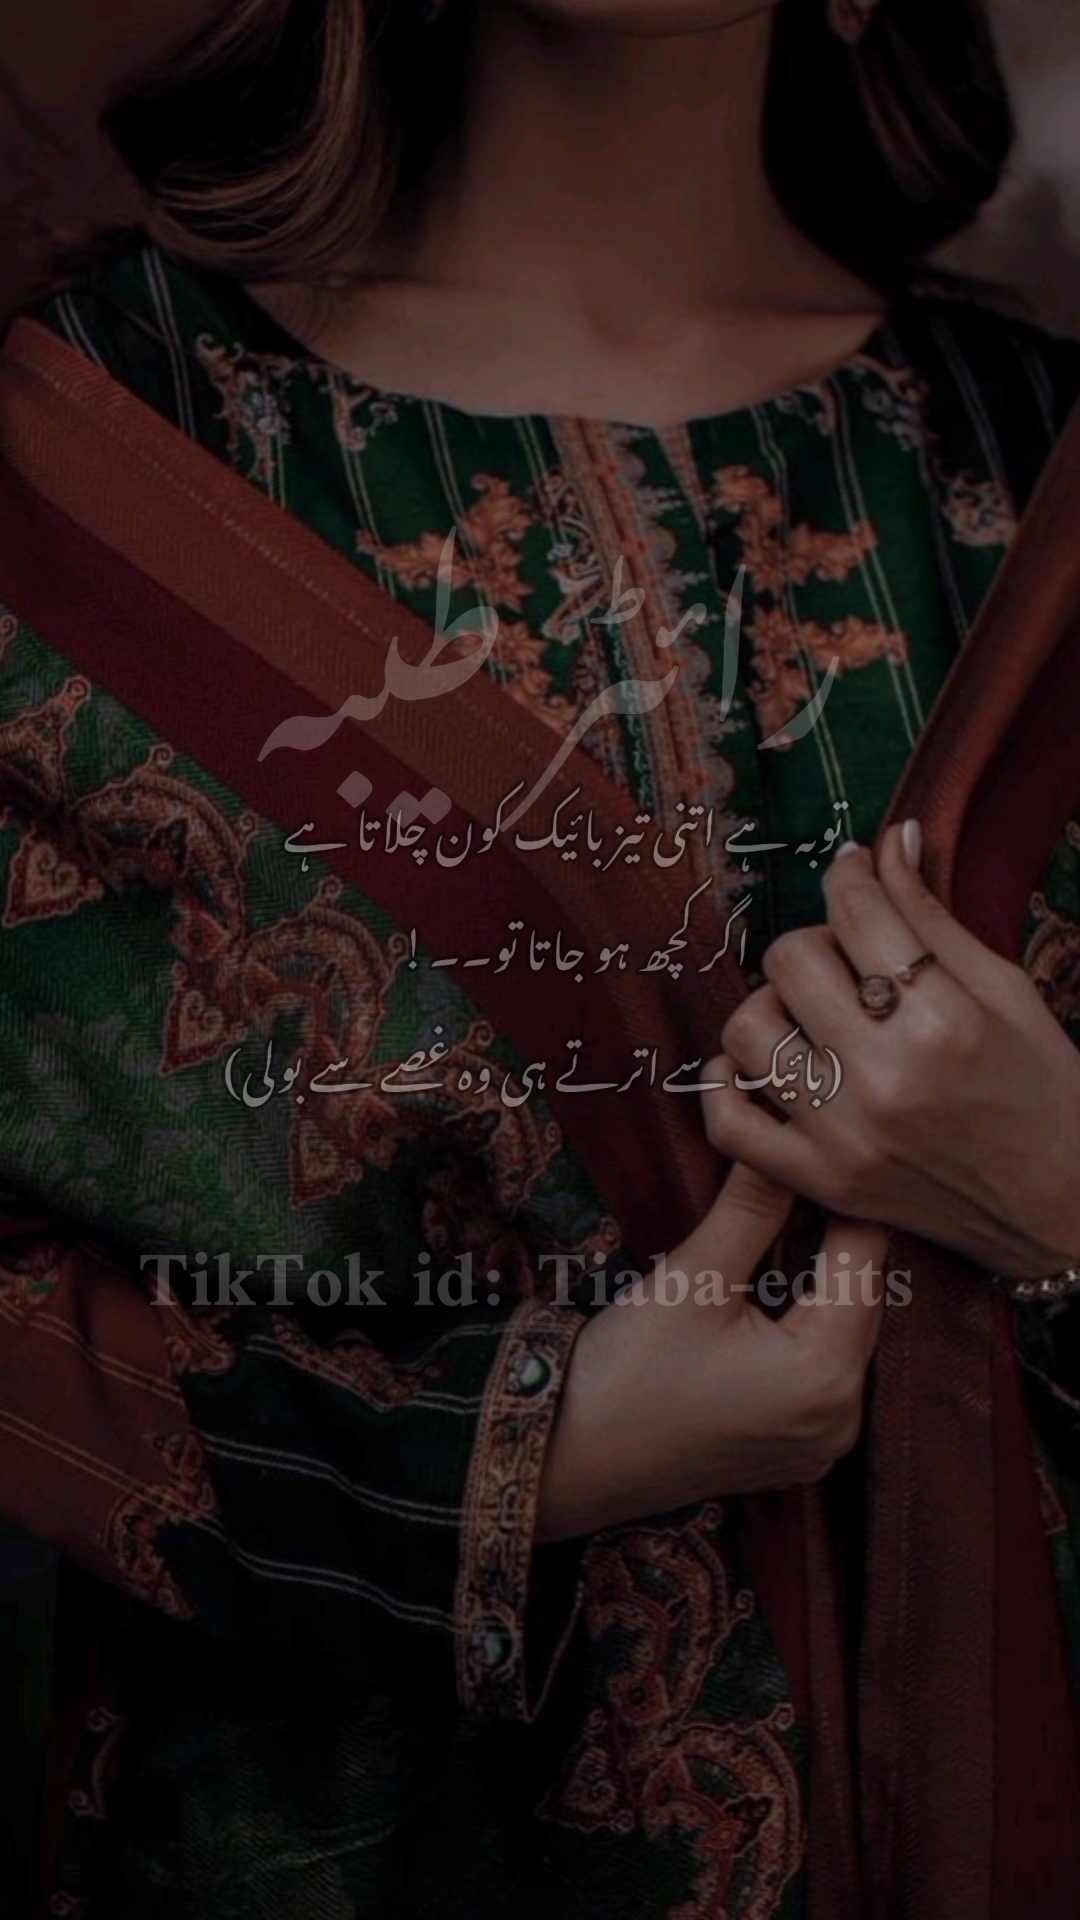 رائٹر طیبہ
توبہ ہے اتنی تیز بائیک کون چلاتا ہے
اگر کچھ ہو جاتا تو۔۔۔!
(بائیک سے اترتے ہی وہ غصے سے بولی)
TikTok id: Tiaba-edits